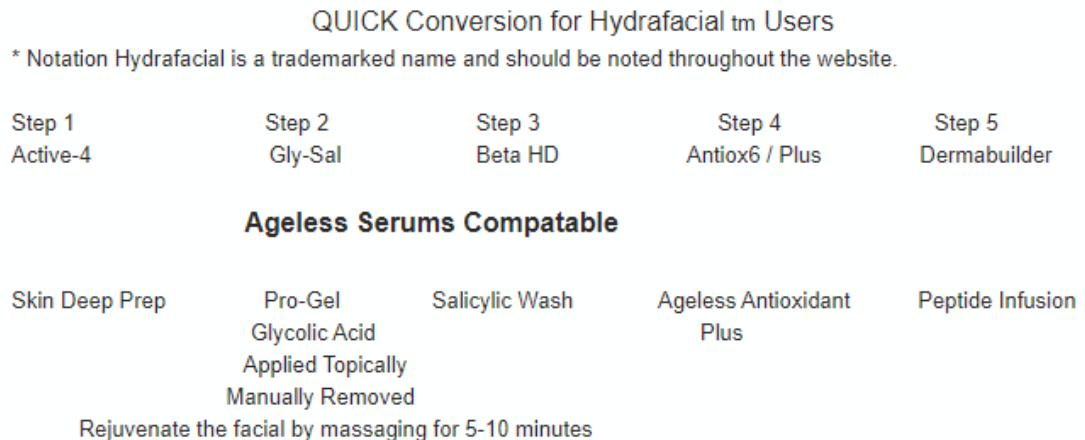 QUICK Conversion for Hydrafacial tm Users
* Notation Hydrafacial is a trademarked name and should be noted throughout the website.
Step 1 Step 2 Step 3 Step 4 Step 5
Active-4 Gly-Sal Beta HD Antiox6 / Plus Dermabuilder
Ageless Serums Compatable
Skin Deep Prep Pro-Gel Salicylic Wash Ageless Antioxidant Peptide Infusion
Glycolic Acid Plus
Applied Topically
Manually Removed
Rejuvenate the facial by massaging for 5-10 minutes